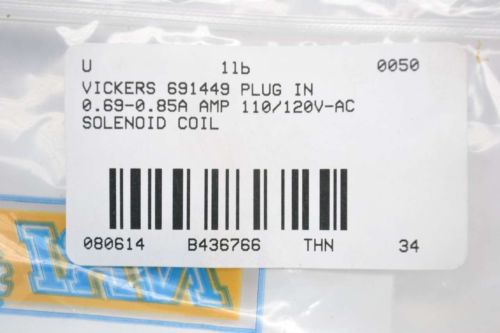 U 1lb 0050
VICKERS 691449 PLUG IN
0.69-0.85A AMP 110/120V-AC
SOLENOID COIL
080614 B436766 THN 34